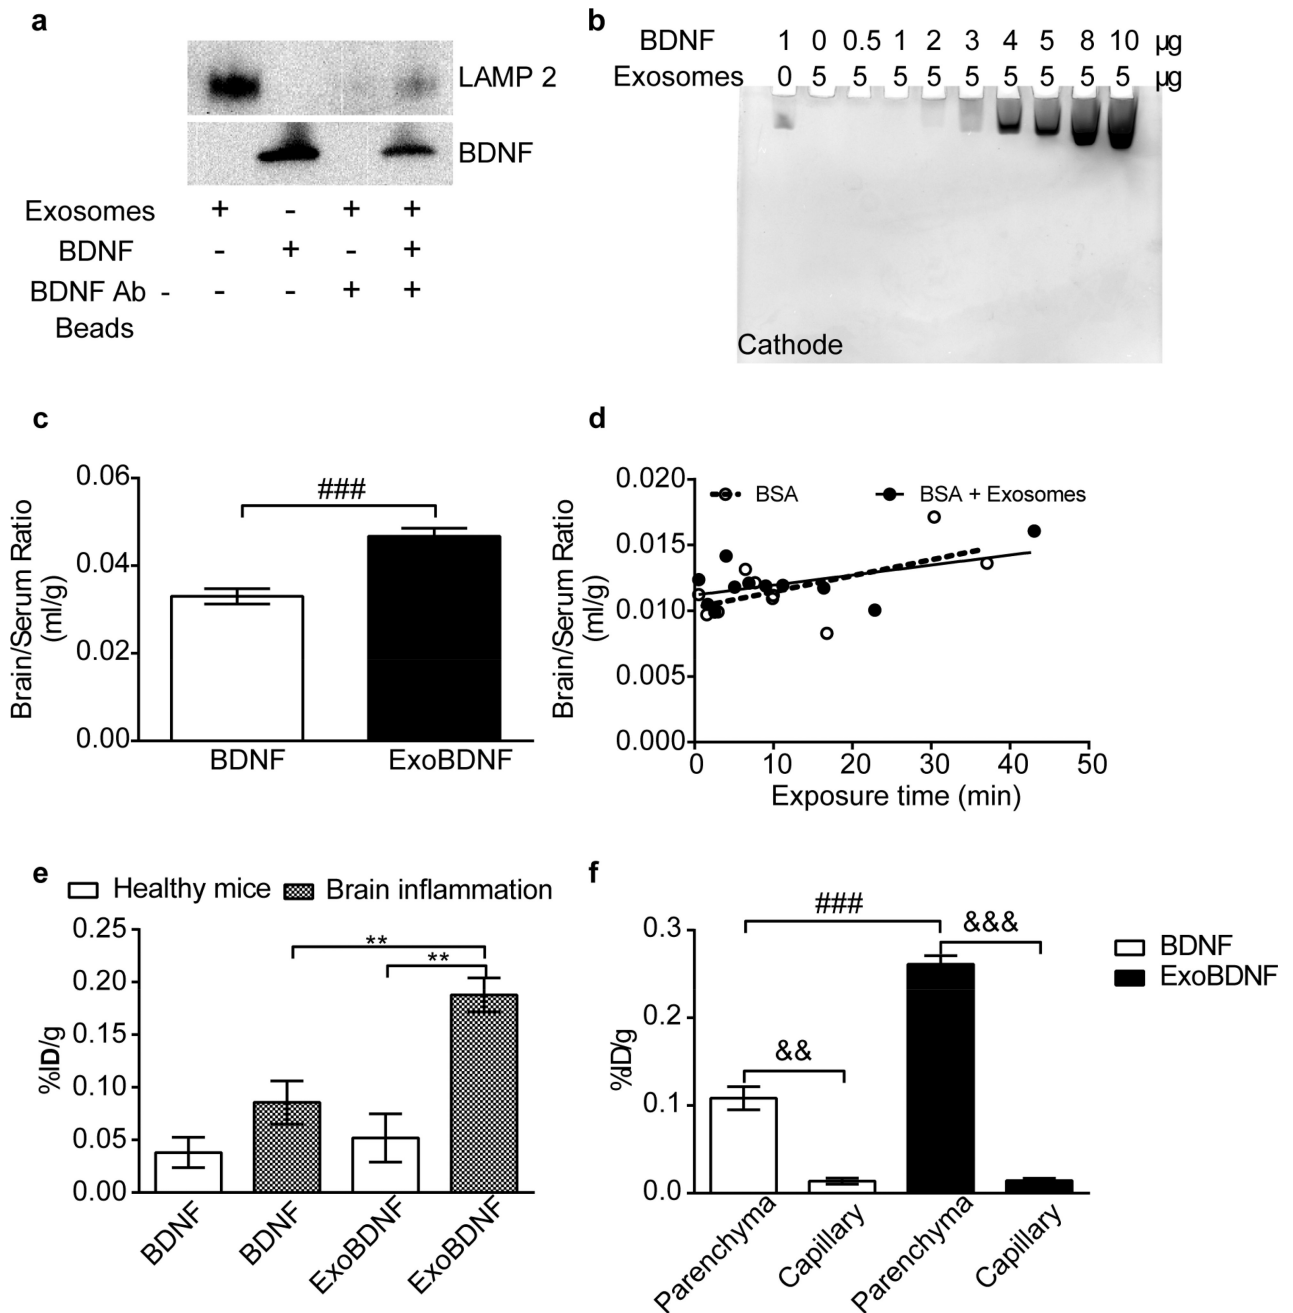 a
LAMP 2
BDNF
Exosomes + - + +
BDNF - + - +
BDNF Ab - - - + +
Beads
b
BDNF 1 0 0.5 1 2 3 4 5 8 10 µg
Exosomes 0 5 5 5 5 5 5 5 5 5 µg
Cathode
c
Brain/Serum Ratio
(ml/g)
0.06
0.04
0.02
0.00
###
BDNF ExoBDNF
d
Brain/Serum Ratio
(ml/g)
0.020
0.015
0.010
0.005
0.000
BSA
BSA + Exosomes
0 10 20 30 40 50
Exposure time (min)
e
Healthy mice Brain inflammation
%ID/g
0.25
0.20
0.15
0.10
0.05
0.00
**
**
BDNF
BDNF
ExoBDNF
ExoBDNF
f
%ID/g
0.3
0.2
0.1
0.0
###
&&&
&&
BDNF
ExoBDNF
Parenchyma
Capillary
Parenchyma
Capillary